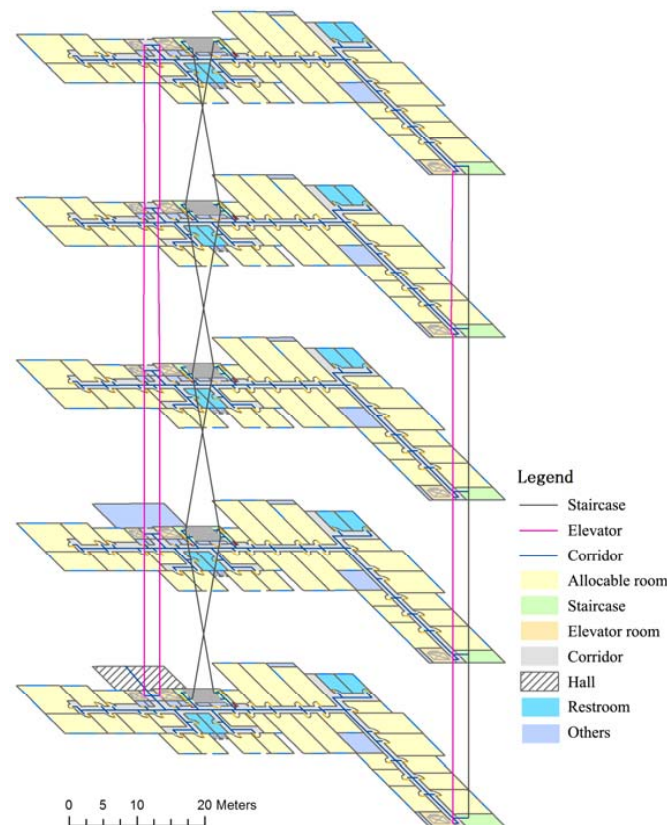 Legend
Staircase
Elevator
Corridor
Allocable room
Staircase
Elevator room
Corridor
Hall
Restroom
Others
0 5 10 20 Meters